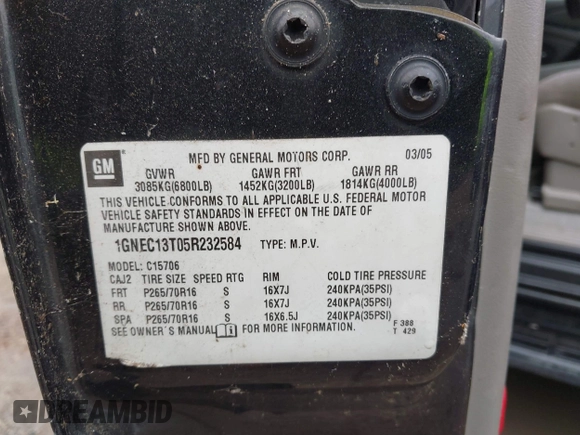 GM
MFD BY GENERAL MOTORS CORP. 03/05
GVWR GAWR FRT GAWR RR
3085KG(6800LB) 1452KG(3200LB) 1814KG(4000LB)
THIS VEHICLE CONFORMS TO ALL APPLICABLE U.S. FEDERAL MOTOR
VEHICLE SAFETY STANDARDS IN EFFECT ON THE DATE OF
MANUFACTURE SHOWN ABOVE.
1GNEC13T05R232584 TYPE: M.P.V.
MODEL: C15706
CAJ2 TIRE SIZE SPEED RTG RIM COLD TIRE PRESSURE
FRT P265/70R16 S 16X7J 240KPA(35PSI)
RR P265/70R16 S 16X7J 240KPA(35PSI)
SPA P265/70R16 S 16X6.5J 240KPA(35PSI)
SEE OWNER'S MANUAL FOR MORE INFORMATION.
F 388
T 429
DREAMBID